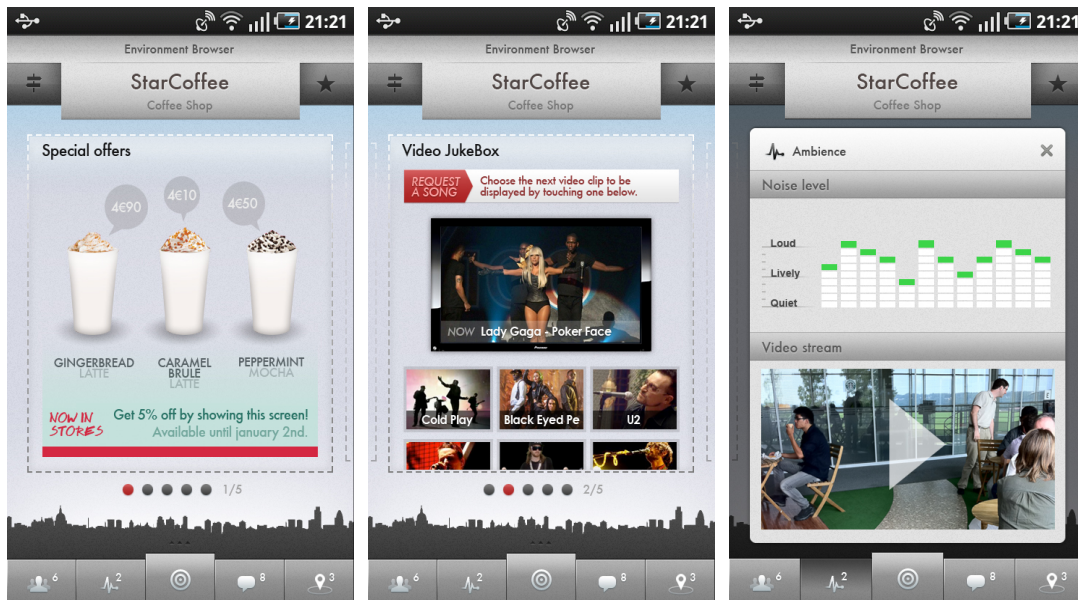 21:21
Environment Browser
StarCoffee
Coffee Shop
Special offers
4€90
4€10
4€50
GINGERBREAD
LATTE
CARAMEL
BRULE
LATTE
PEPPERMINT
MOCHA
NOW IN
STORES
Get 5% off by showing this screen!
Available until january 2nd.
1/5
6
2
8
3
21:21
Environment Browser
StarCoffee
Coffee Shop
Video JukeBox
REQUEST
A SONG
Choose the next video clip to be
displayed by touching one below.
NOW Lady Gaga - Poker Face
Pioneer
Cold Play
Black Eyed Pe
U2
2/5
6
2
8
3
21:21
Environment Browser
StarCoffee
Coffee Shop
Ambience
Noise level
Loud
Lively
Quiet
Video stream
6
2
8
3